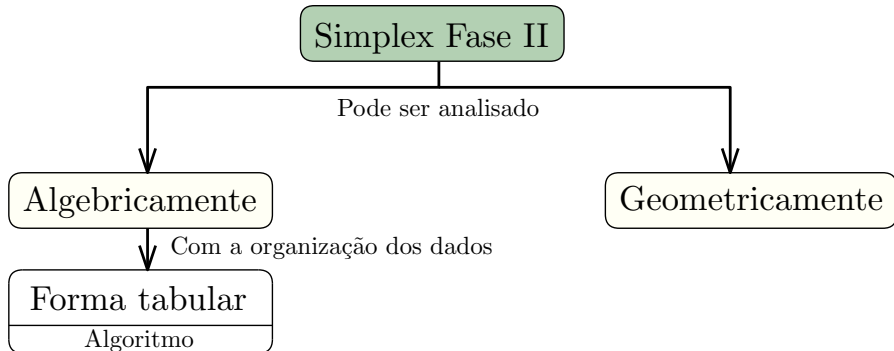 Simplex Fase II
Pode ser analisado
Algebricamente
Geometricamente
Com a organização dos dados
Forma tabular
Algoritmo